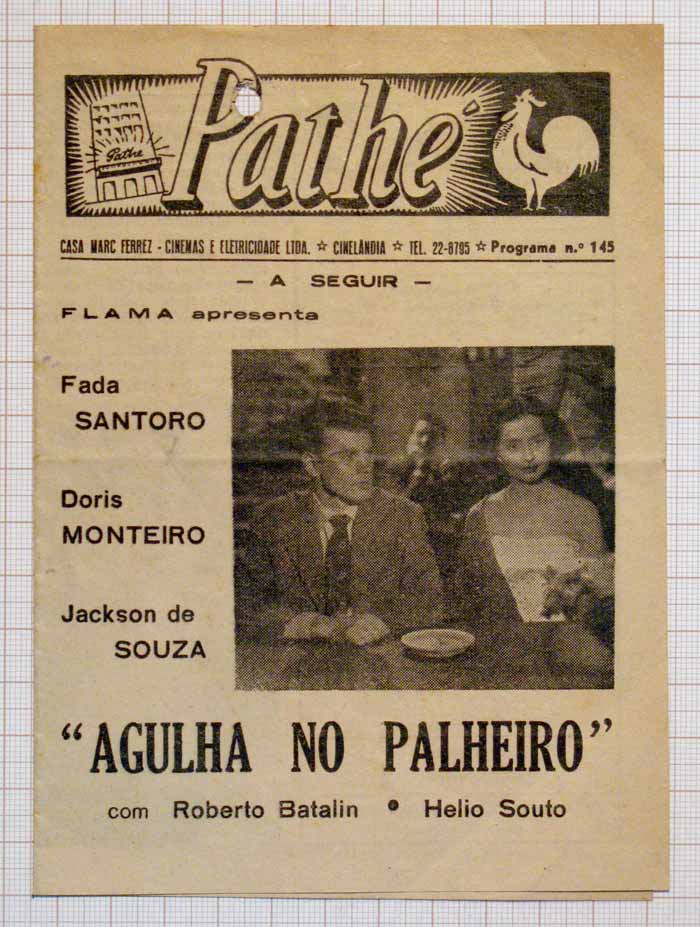 Pathé
Pathe
CASA MARC FERREZ - CINEMAS E ELETRICIDADE LTDA. ☆ CINELÂNDIA ☆ TEL. 22-8795 ☆ Programa n.º 145
— A SEGUIR —
FLAMA apresenta
Fada
SANTORO
Doris
MONTEIRO
Jackson de
SOUZA
“AGULHA NO PALHEIRO”
com Roberto Batalin • Helio Souto